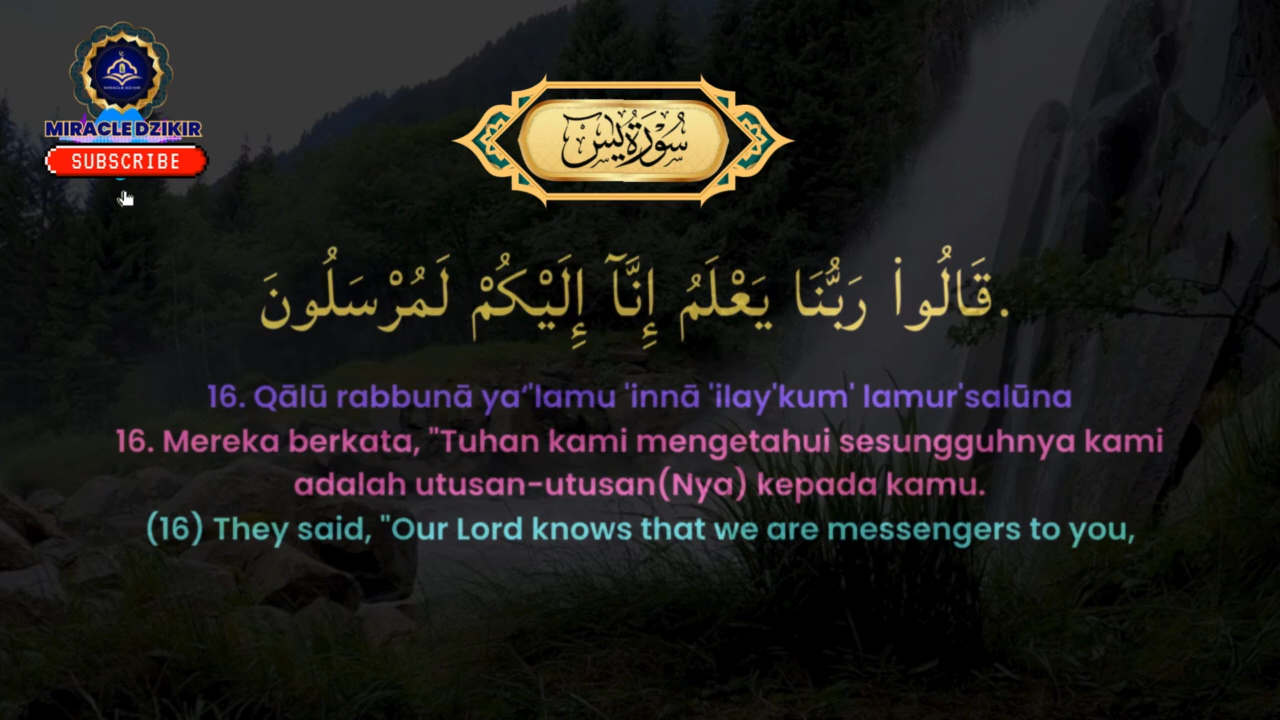 MIRACLE DZIKIR
SUBSCRIBE
سُورَةُ يٰسٓ
قَالُوا۟ رَبُّنَا يَعْلَمُ إِنَّآ إِلَيْكُمْ لَمُرْسَلُونَ.
16. Qālū rabbunā ya‘'lamu 'innā 'ilay'kum' lamur'salūna
16. Mereka berkata, "Tuhan kami mengetahui sesungguhnya kami
adalah utusan-utusan(Nya) kepada kamu.
(16) They said, "Our Lord knows that we are messengers to you,